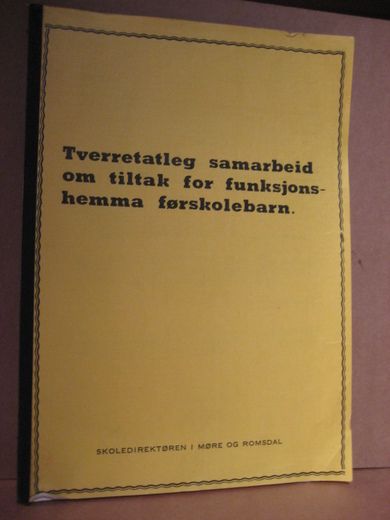 Tverretatleg samarbeid
om tiltak for funksjons-
hemma førskolebarn.
SKOLEDIREKTØREN I MØRE OG ROMSDAL